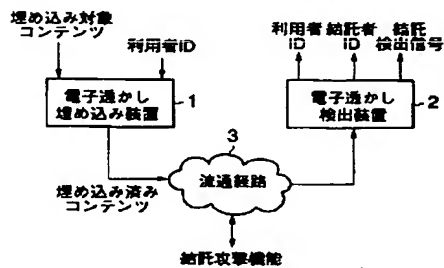 埋め込み対象
コンテンツ
利用者ID
電子透かし
埋め込み装置
1
埋め込み済み
コンテンツ
3
流通経路
結託攻撃機能
利用者
ID
結託者
ID
結託
検出信号
電子透かし
検出装置
2